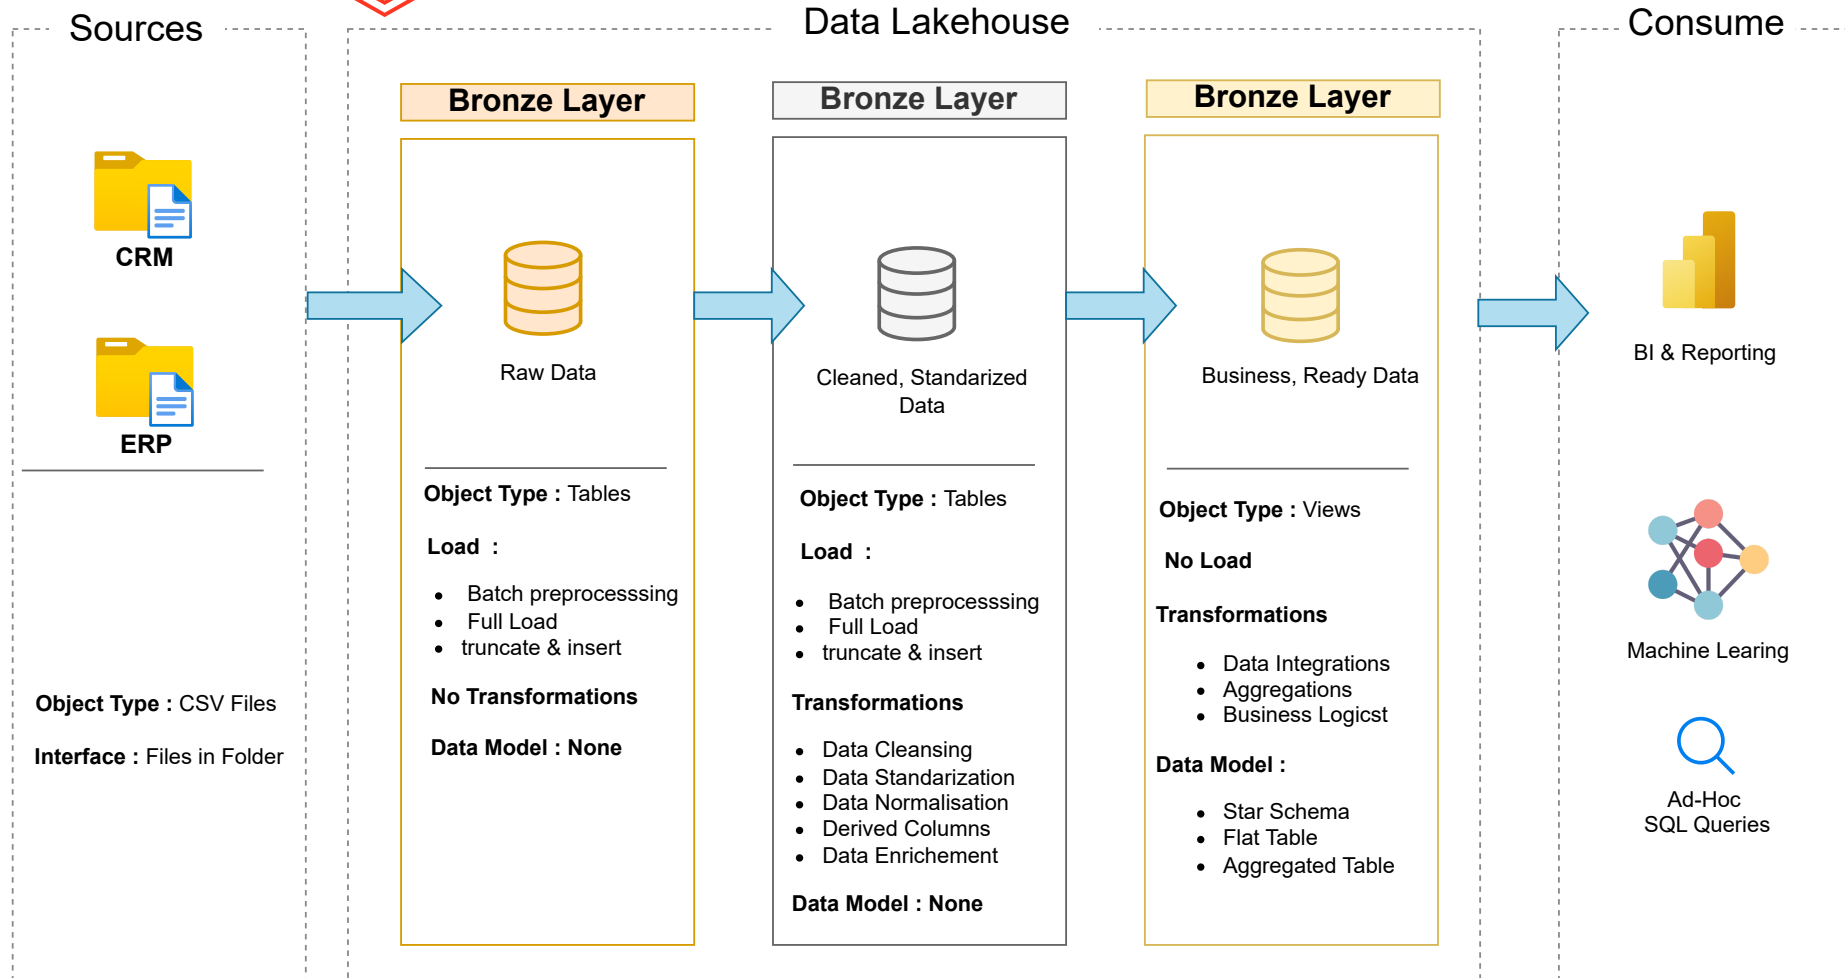 Sources
CRM
ERP
Object Type : CSV Files
Interface : Files in Folder
Data Lakehouse
Bronze Layer
Raw Data
Object Type : Tables
Load :
• Batch preprocesssing
• Full Load
• truncate & insert
No Transformations
Data Model : None
Bronze Layer
Cleaned, Standarized
Data
Object Type : Tables
Load :
• Batch preprocesssing
• Full Load
• truncate & insert
Transformations
• Data Cleansing
• Data Standarization
• Data Normalisation
• Derived Columns
• Data Enrichement
Data Model : None
Bronze Layer
Business, Ready Data
Object Type : Views
No Load
Transformations
• Data Integrations
• Aggregations
• Business Logicst
Data Model :
• Star Schema
• Flat Table
• Aggregated Table
Consume
BI & Reporting
Machine Learing
Ad-Hoc
SQL Queries